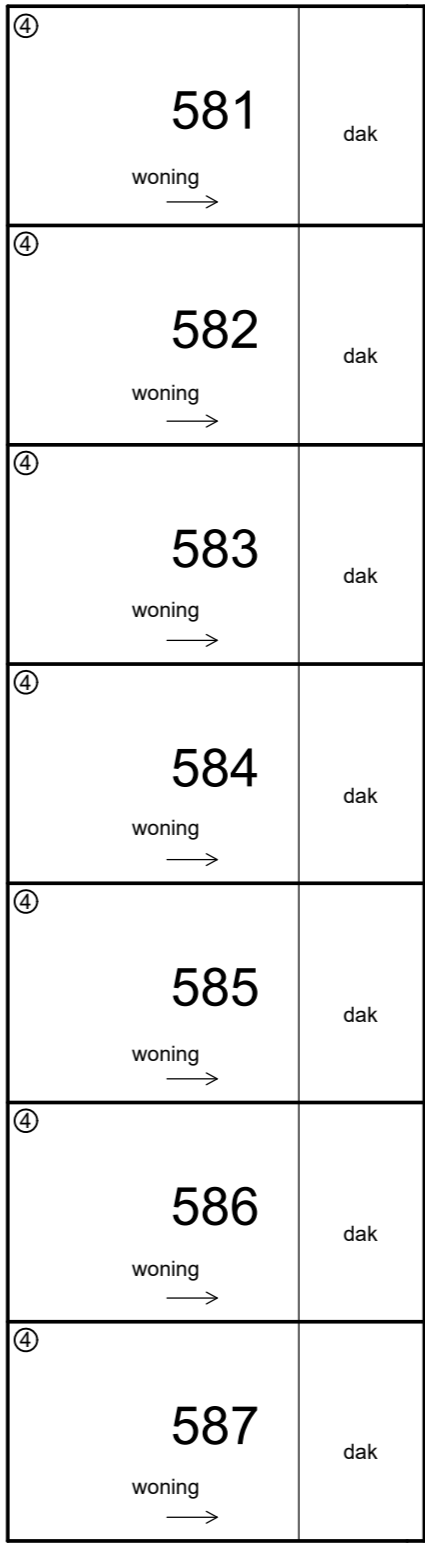 ④
581
dak
woning
④
582
dak
woning
④
583
dak
woning
④
584
dak
woning
④
585
dak
woning
④
586
dak
woning
④
587
dak
woning